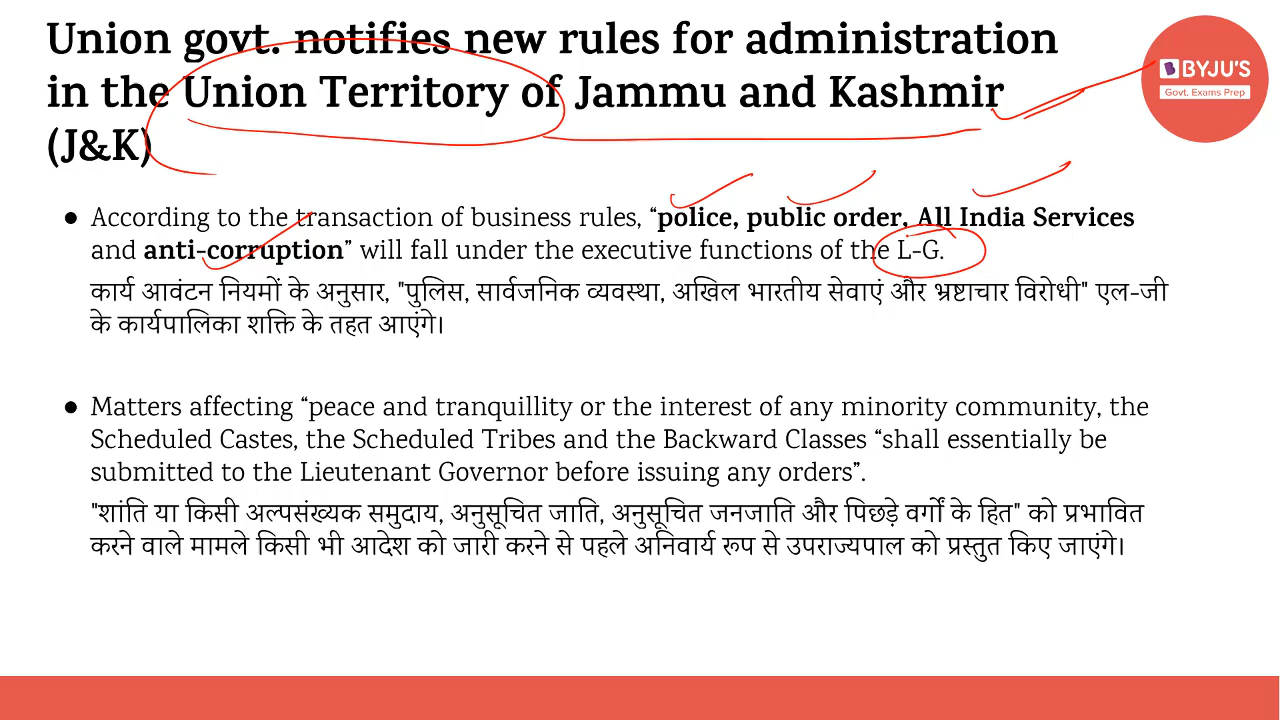 Union govt. notifies new rules for administration
in the Union Territory of Jammu and Kashmir
(J&K)
BYJU'S
Govt. Exams Prep
● According to the transaction of business rules, “police, public order, All India Services
and anti-corruption” will fall under the executive functions of the L-G.
कार्य आवंटन नियमों के अनुसार, "पुलिस, सार्वजनिक व्यवस्था, अखिल भारतीय सेवाएं और भ्रष्टाचार विरोधी" एल-जी
के कार्यपालिका शक्ति के तहत आएंगे।
● Matters affecting “peace and tranquillity or the interest of any minority community, the
Scheduled Castes, the Scheduled Tribes and the Backward Classes “shall essentially be
submitted to the Lieutenant Governor before issuing any orders”.
"शांति या किसी अल्पसंख्यक समुदाय, अनुसूचित जाति, अनुसूचित जनजाति और पिछड़े वर्गों के हित" को प्रभावित
करने वाले मामले किसी भी आदेश को जारी करने से पहले अनिवार्य रूप से उपराज्यपाल को प्रस्तुत किए जाएंगे।